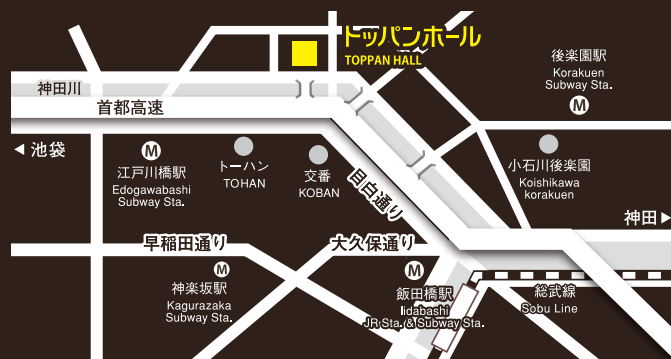 トッパンホール
TOPPAN HALL
後楽園駅
Korakuen
Subway Sta.
M
神田川
首都高速
◀ 池袋
M
江戸川橋駅
Edogawabashi
Subway Sta.
トーハン
TOHAN
交番
KOBAN
目白通り
小石川後楽園
Koishikawa
korakuen
神田▶
早稲田通り
大久保通り
M
神楽坂駅
Kagurazaka
Subway Sta.
M
飯田橋駅
Iidabashi
JR Sta. & Subway Sta.
総武線
Sobu Line